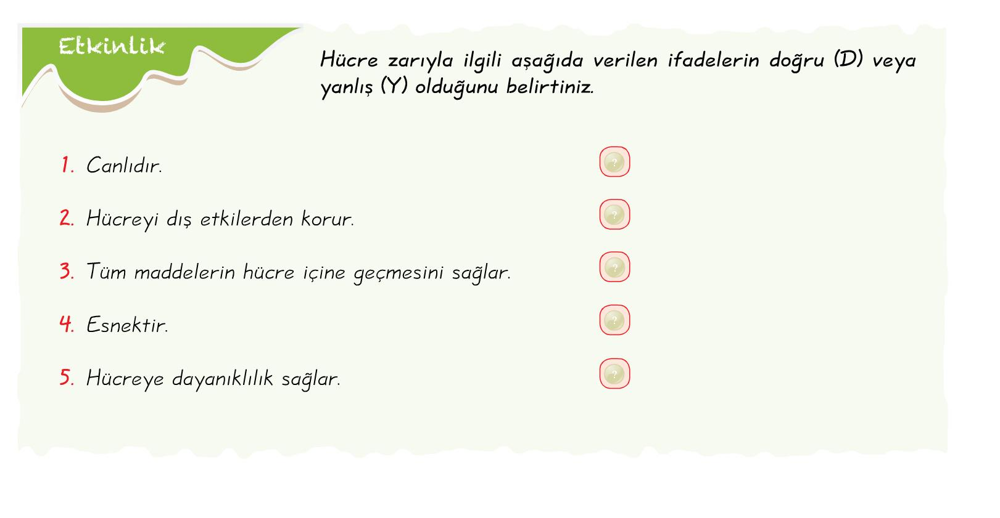 Etkinlik
Hücre zarıyla ilgili aşağıda verilen ifadelerin doğru (D) veya
yanlış (Y) olduğunu belirtiniz.
1. Canlıdır. ?
2. Hücreyi dış etkilerden korur. ?
3. Tüm maddelerin hücre içine geçmesini sağlar. ?
4. Esnektir. ?
5. Hücreye dayanıklılık sağlar. ?